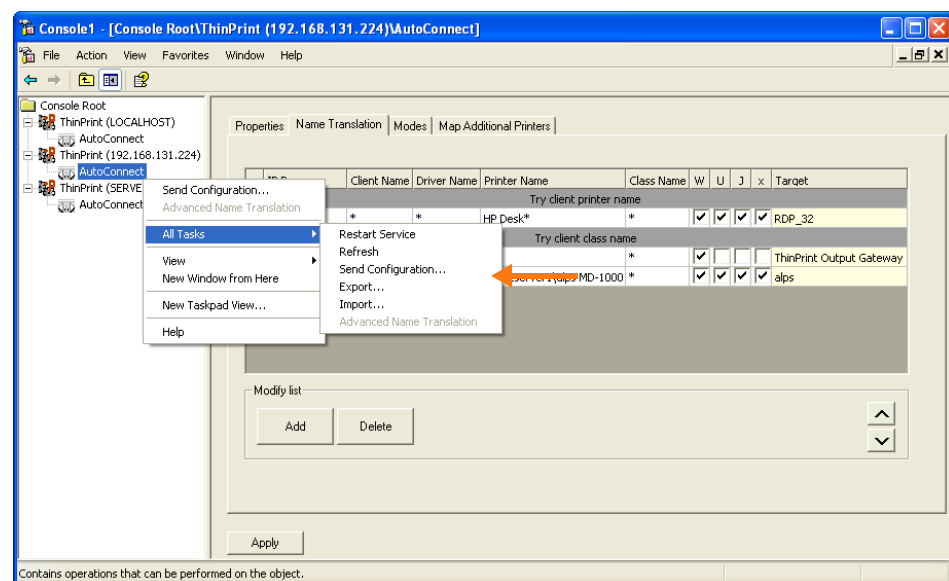 Console1 - [Console Root\ThinPrint (192.168.131.224)\AutoConnect]
File Action View Favorites Window Help
Console Root
ThinPrint (LOCALHOST)
AutoConnect
ThinPrint (192.168.131.224)
AutoConnect
ThinPrint (SERVE
AutoConnect
Send Configuration...
Advanced Name Translation
All Tasks
View
New Window from Here
New Taskpad View...
Help
Restart Service
Refresh
Send Configuration...
Export...
Import...
Advanced Name Translation
Properties Name Translation Modes Map Additional Printers
Client Name Driver Name Printer Name Class Name W U J x Target
Try client printer name
* * HP Desk* * RDP_32
Try client class name
* ThinPrint Output Gateway
MD-1000 * alps
Modify list
Add Delete
Apply
Contains operations that can be performed on the object.